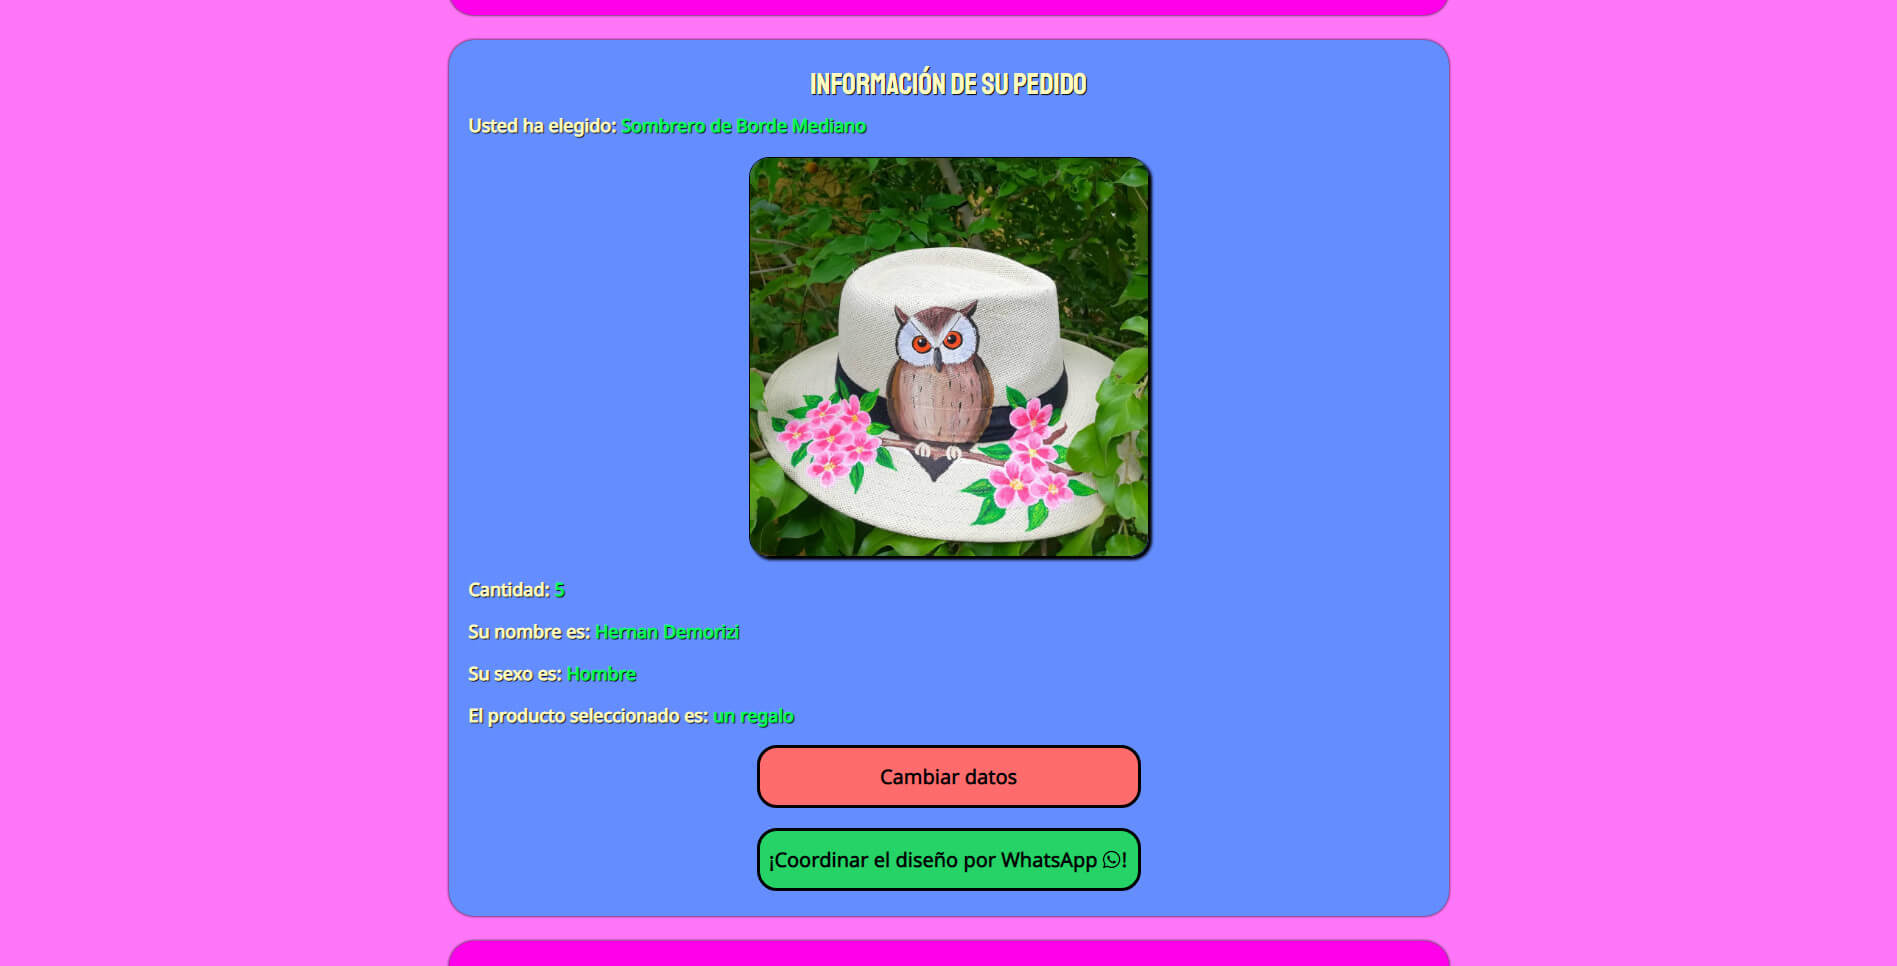 INFORMACIÓN DE SU PEDIDO
Usted ha elegido: Sombrero de Borde Mediano
Cantidad: 5
Su nombre es: Hernan Demorizi
Su sexo es: Hombre
El producto seleccionado es: un regalo
Cambiar datos
¡Coordinar el diseño por WhatsApp !